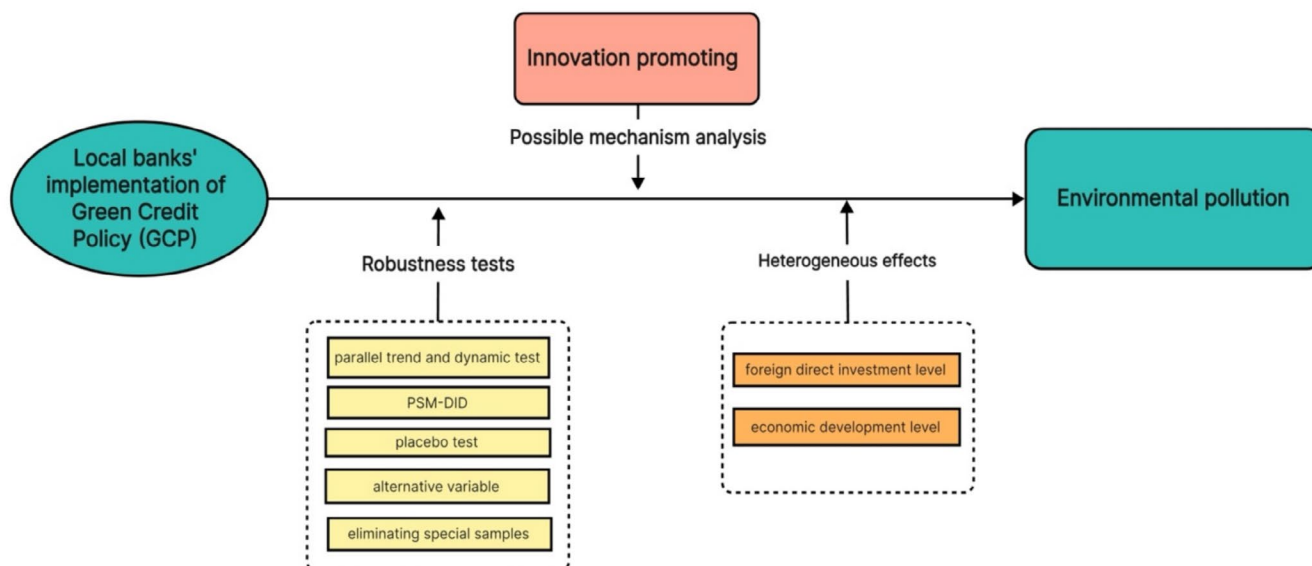 Innovation promoting
Possible mechanism analysis
Local banks'
implementation of
Green Credit
Policy (GCP)
Environmental pollution
Robustness tests
Heterogeneous effects
parallel trend and dynamic test
PSM-DID
placebo test
alternative variable
eliminating special samples
foreign direct investment level
economic development level